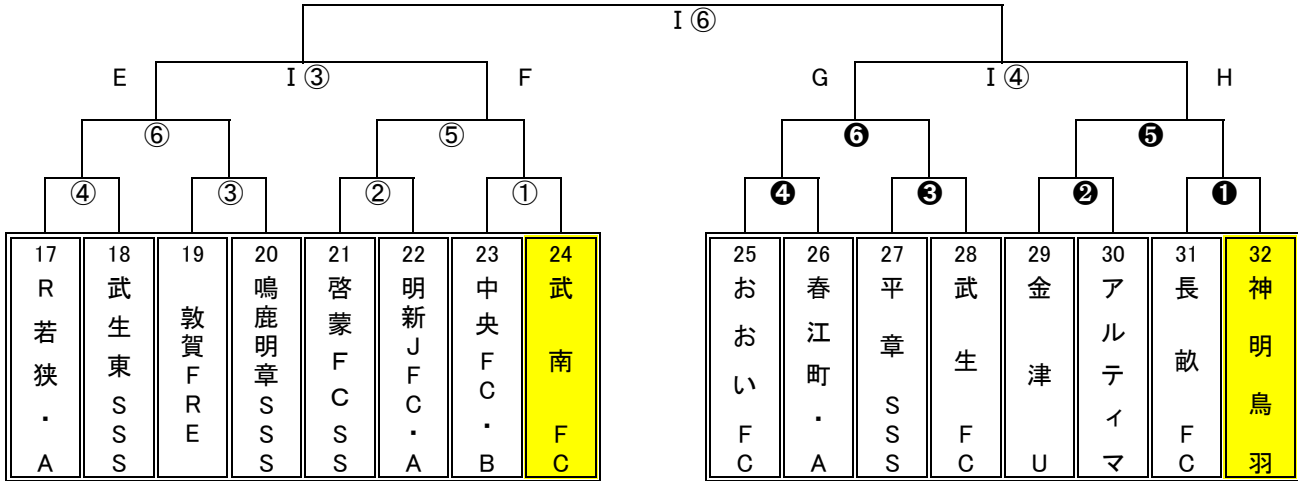 I ⑥
E
I ③
F
G
I ④
H
⑥
⑤
❻
❺
④
③
②
①
❹
❸
❷
❶
17 R若狭・A
18 武生東SSS
19 敦賀FRE
20 鳴鹿明章SSS
21 啓蒙FCSS
22 明新JFC・A
23 中央FC・B
24 武南FC
25 おおいFC
26 春江町・A
27 平章SSS
28 武生FC
29 金津U
30 アルティマ
31 長畝FC
32 神明鳥羽